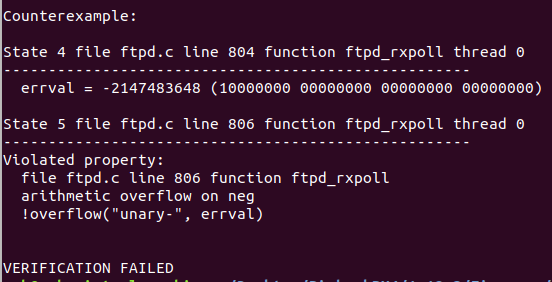 Counterexample:
State 4 file ftpd.c line 804 function ftpd_rxpoll thread 0
----------------------------------------------------
errval = -2147483648 (10000000 00000000 00000000 00000000)
State 5 file ftpd.c line 806 function ftpd_rxpoll thread 0
----------------------------------------------------
Violated property:
file ftpd.c line 806 function ftpd_rxpoll
arithmetic overflow on neg
!overflow("unary-", errval)
VERIFICATION FAILED